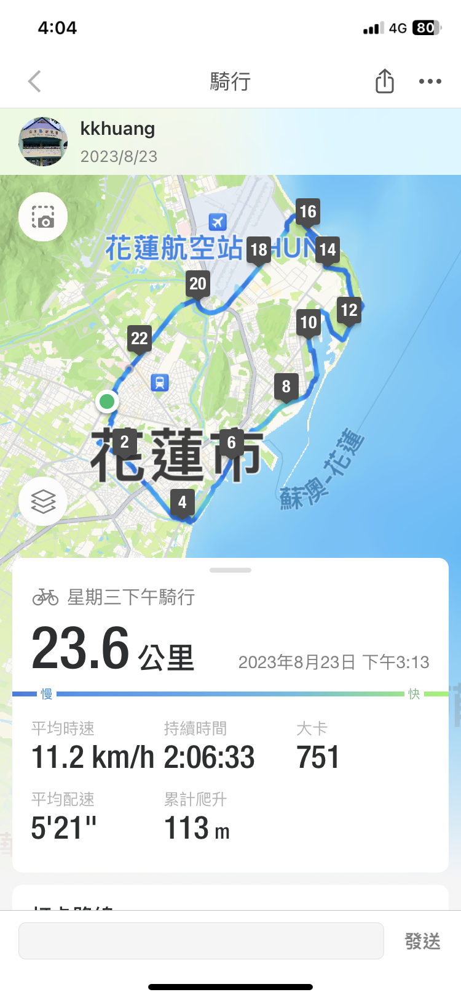 4:04
4G 80
騎行
kkhuang
2023/8/23
16
花蓮航空站 HUN
18
14
20
12
10
22
8
花蓮市
2
6
蘇澳-花蓮
4
星期三下午騎行
23.6 公里
2023年8月23日 下午3:13
慢
快
平均時速
持續時間
大卡
11.2 km/h
2:06:33
751
平均配速
累計爬升
5'21"
113 m
發送